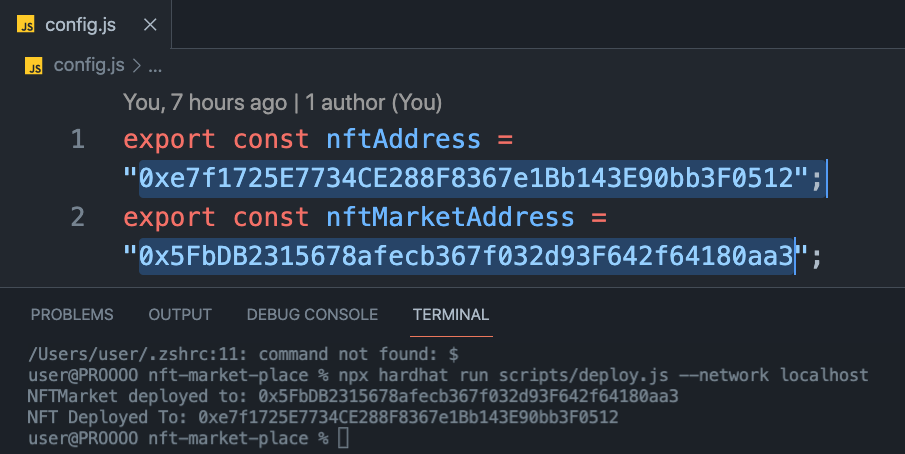 JS config.js ×
JS config.js > ...
You, 7 hours ago | 1 author (You)
1 export const nftAddress =
"0xe7f1725E7734CE288F8367e1Bb143E90bb3F0512";
2 export const nftMarketAddress =
"0x5FbDB2315678afecb367f032d93F642f64180aa3";
PROBLEMS OUTPUT DEBUG CONSOLE TERMINAL
/Users/user/.zshrc:11: command not found: $
user@PROOOO nft-market-place % npx hardhat run scripts/deploy.js --network localhost
NFTMarket deployed to: 0x5FbDB2315678afecb367f032d93F642f64180aa3
NFT Deployed To: 0xe7f1725E7734CE288F8367e1Bb143E90bb3F0512
user@PROOOO nft-market-place %